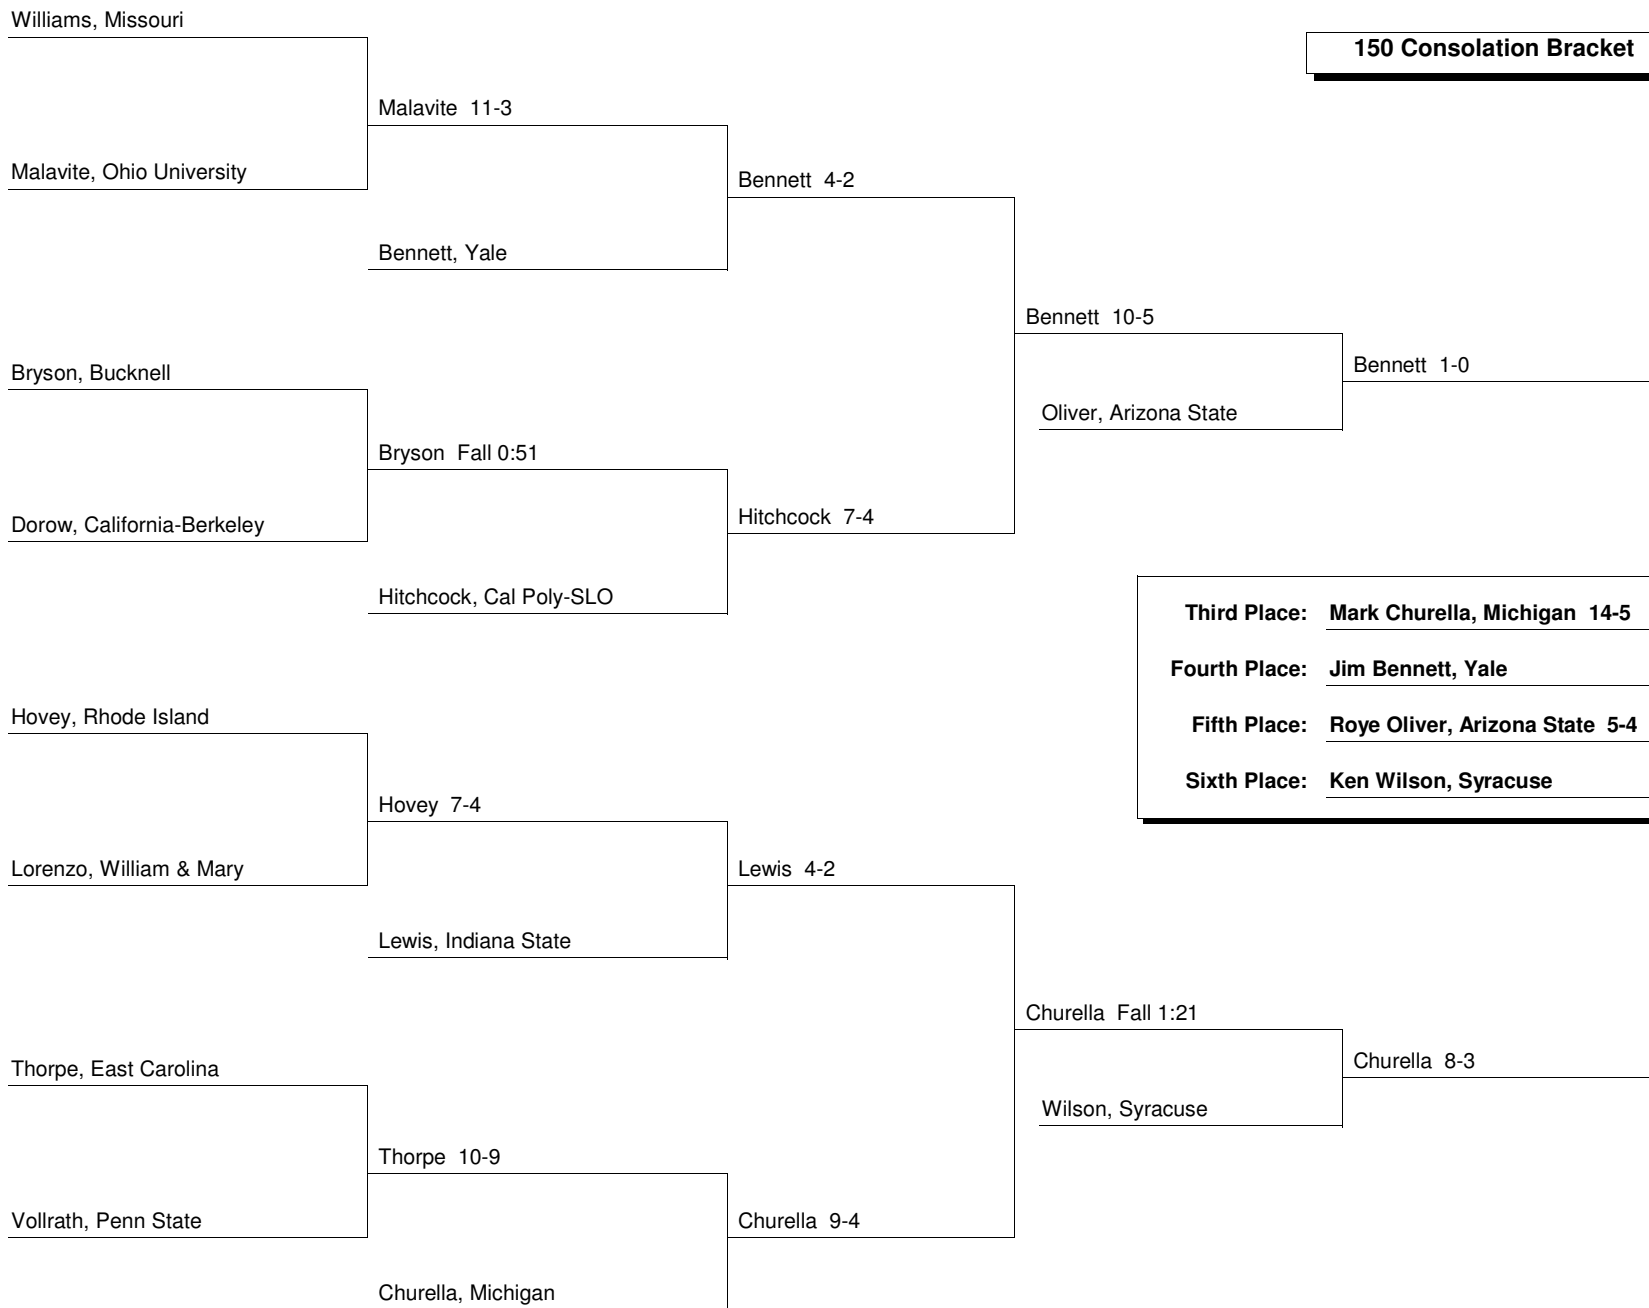 Williams, Missouri
150 Consolation Bracket
Malavite  11-3
Malavite, Ohio University
Bennett  4-2
Bennett, Yale
Bennett  10-5
Bryson, Bucknell
Bennett  1-0
Oliver, Arizona State
Bryson  Fall 0:51
Dorow, California-Berkeley
Hitchcock  7-4
Hitchcock, Cal Poly-SLO
Third Place: Mark Churella, Michigan  14-5
Fourth Place: Jim Bennett, Yale
Fifth Place: Roye Oliver, Arizona State  5-4
Sixth Place: Ken Wilson, Syracuse
Hovey, Rhode Island
Hovey  7-4
Lorenzo, William & Mary
Lewis  4-2
Lewis, Indiana State
Churella  Fall 1:21
Thorpe, East Carolina
Churella  8-3
Wilson, Syracuse
Thorpe  10-9
Vollrath, Penn State
Churella  9-4
Churella, Michigan